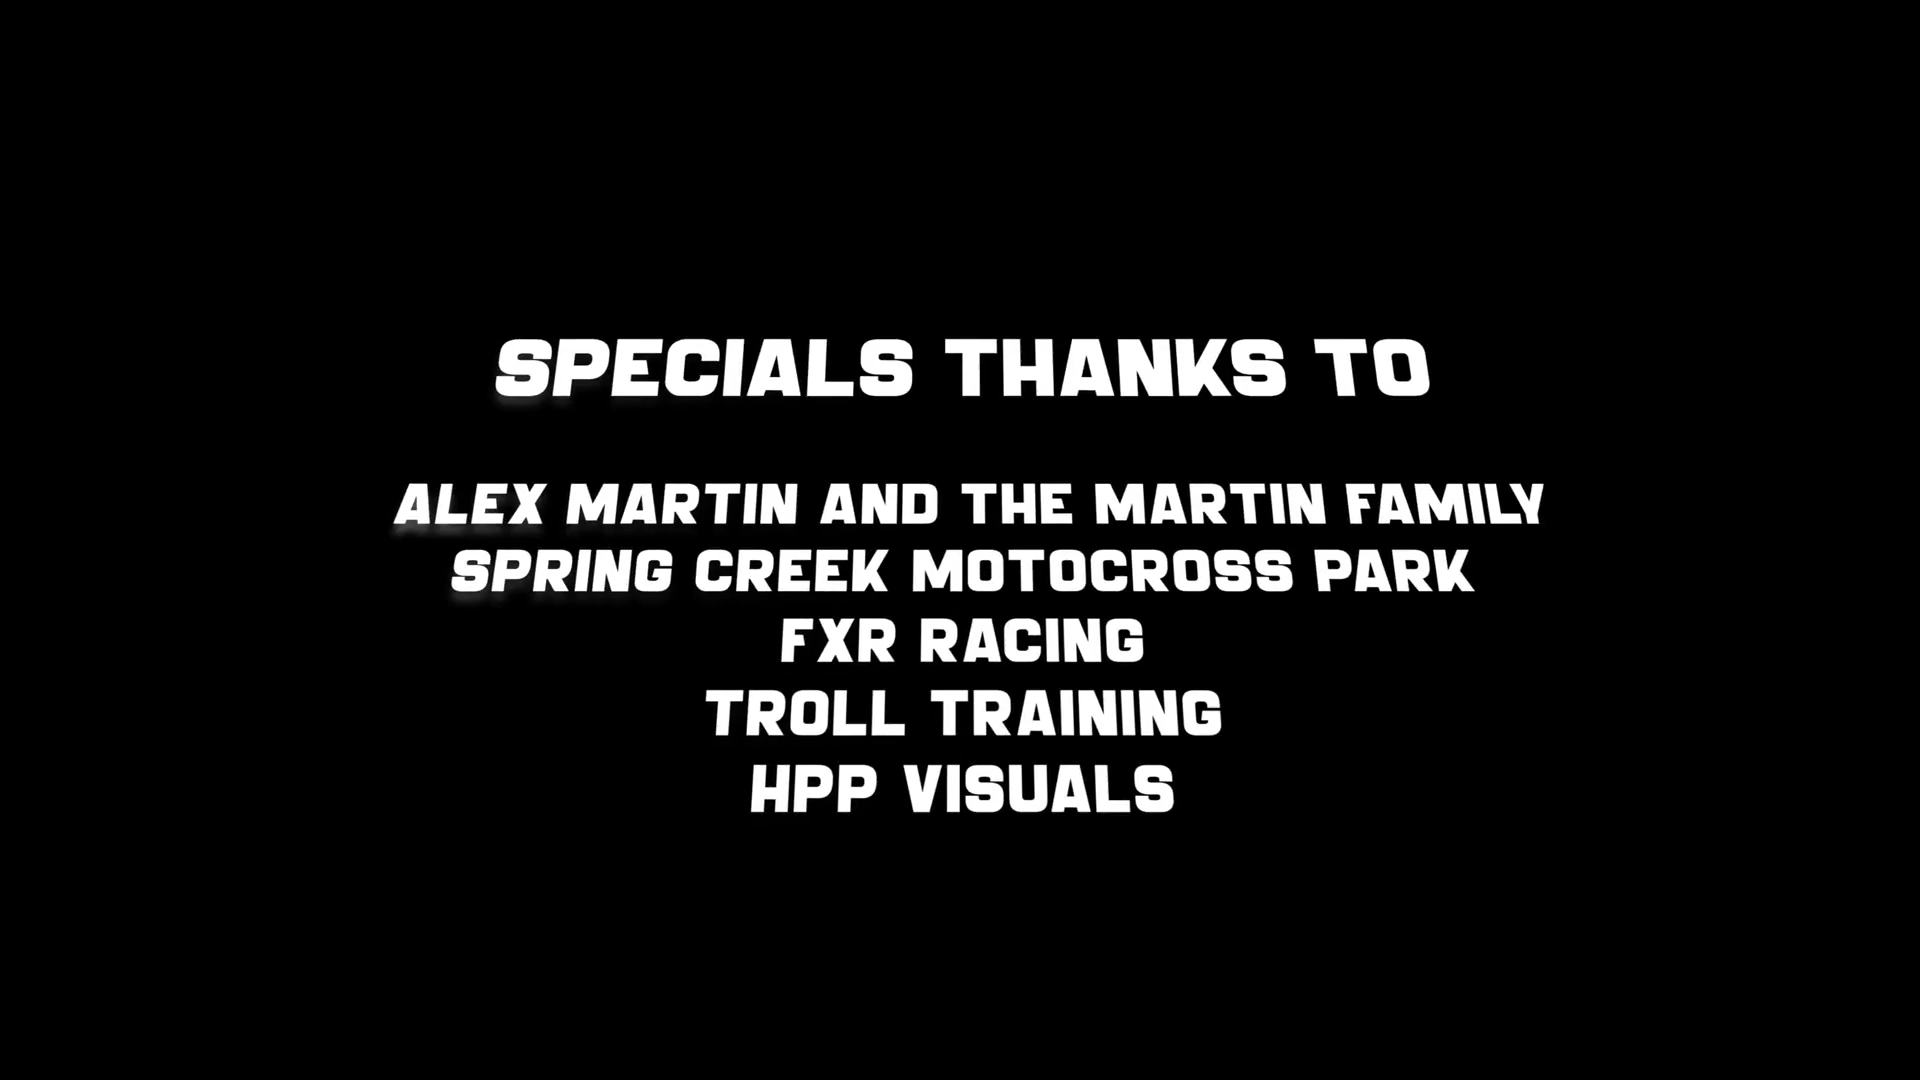 SPECIALS THANKS TO
ALEX MARTIN AND THE MARTIN FAMILY
SPRING CREEK MOTOCROSS PARK
FXR RACING
TROLL TRAINING
HPP VISUALS